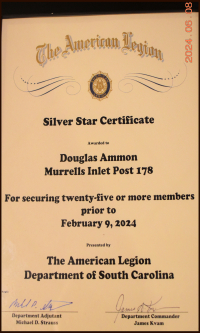 The American Legion
Silver Star Certificate
Awarded to
Douglas Ammon
Murrells Inlet Post 178
For securing twenty-five or more members
prior to
February 9, 2024
Presented by
The American Legion
Department of South Carolina
Department Adjutant
Michael D. Strauss
Department Commander
James Kvam
2024.06.08